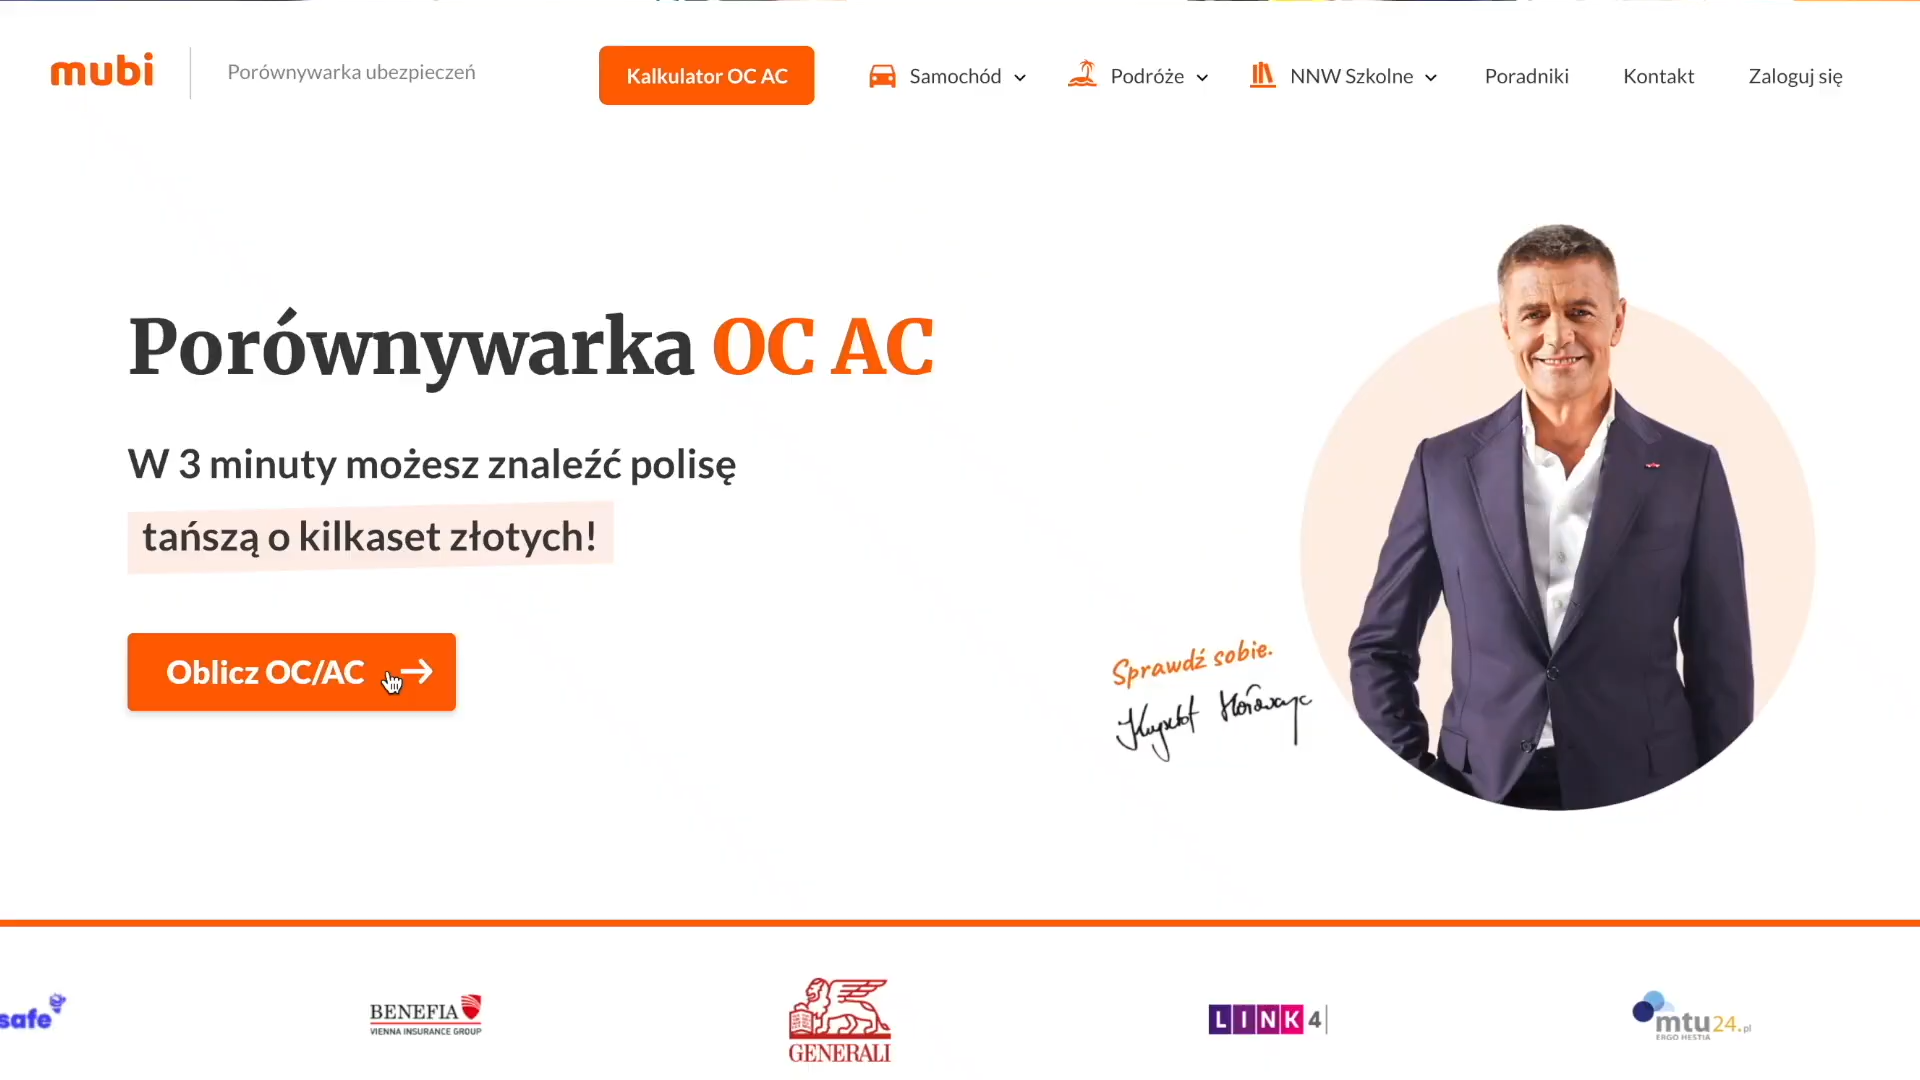 mubi
Porównywarka ubezpieczeń
Kalkulator OC AC
Samochód
Podróże
NNW Szkolne
Poradniki
Kontakt
Zaloguj się
Porównywarka OC AC
W 3 minuty możesz znaleźć polisę
tańszą o kilkaset złotych!
Oblicz OC/AC
Sprawdź sobie.
safe
BENEFIA
VIENNA INSURANCE GROUP
GENERALI
LINK4
mtu24.pl
ERGO HESTIA